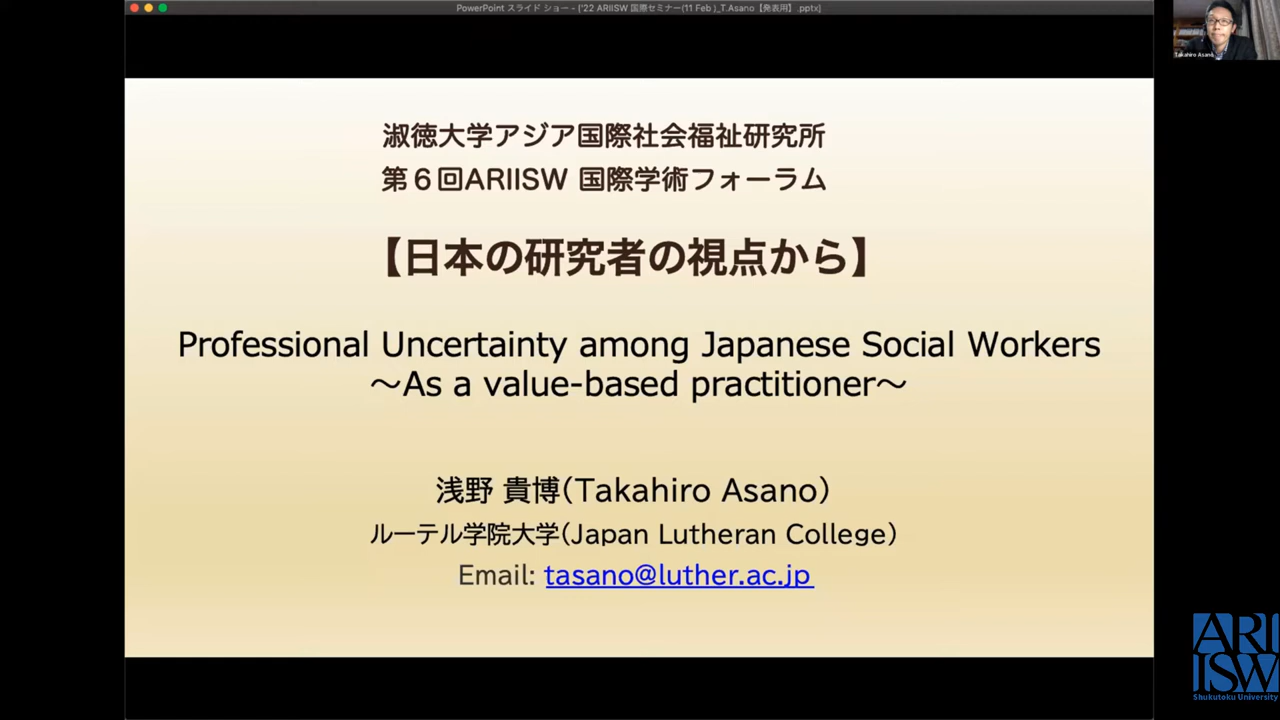 PowerPoint スライド ショー - ['22 ARIISW 国際セミナー(11 Feb )_T.Asano【発表用】.pptx]
Takahiro Asano
淑徳大学アジア国際社会福祉研究所
第６回ARIISW 国際学術フォーラム
【日本の研究者の視点から】
Professional Uncertainty among Japanese Social Workers
～As a value-based practitioner～
浅野 貴博(Takahiro Asano)
ルーテル学院大学(Japan Lutheran College)
Email: tasano@luther.ac.jp
ARI
ISW
Shukutoku University